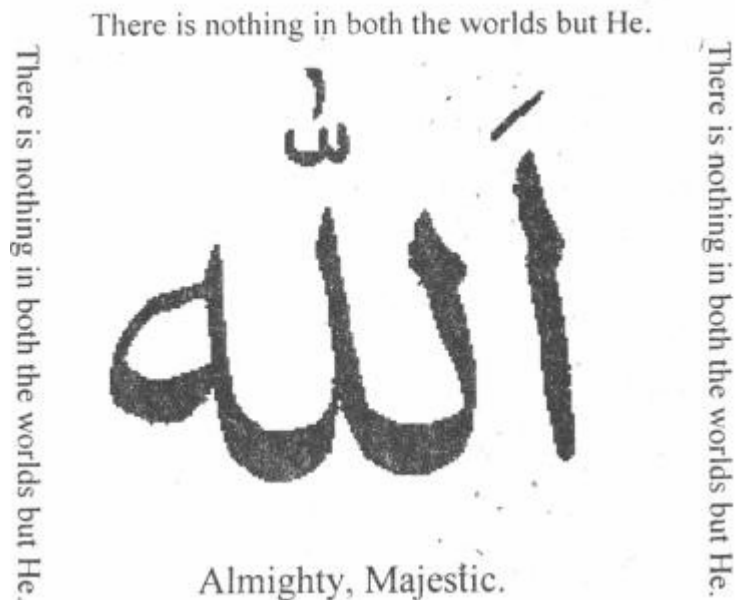 There is nothing in both the worlds but He.
There is nothing in both the worlds but He.
اَللّٰه
There is nothing in both the worlds but He.
Almighty, Majestic.